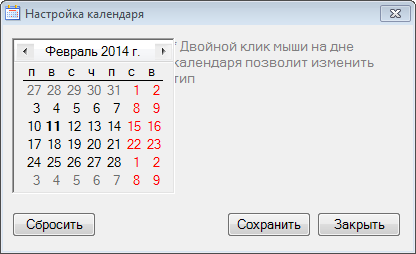 Настройка календаря
Февраль 2014 г.
* Двойной клик мыши на дне
календаря позволит изменить
тип
п в с ч п с в
27 28 29 30 31 1 2
3 4 5 6 7 8 9
10 11 12 13 14 15 16
17 18 19 20 21 22 23
24 25 26 27 28 1 2
3 4 5 6 7 8 9
Сбросить Сохранить Закрыть